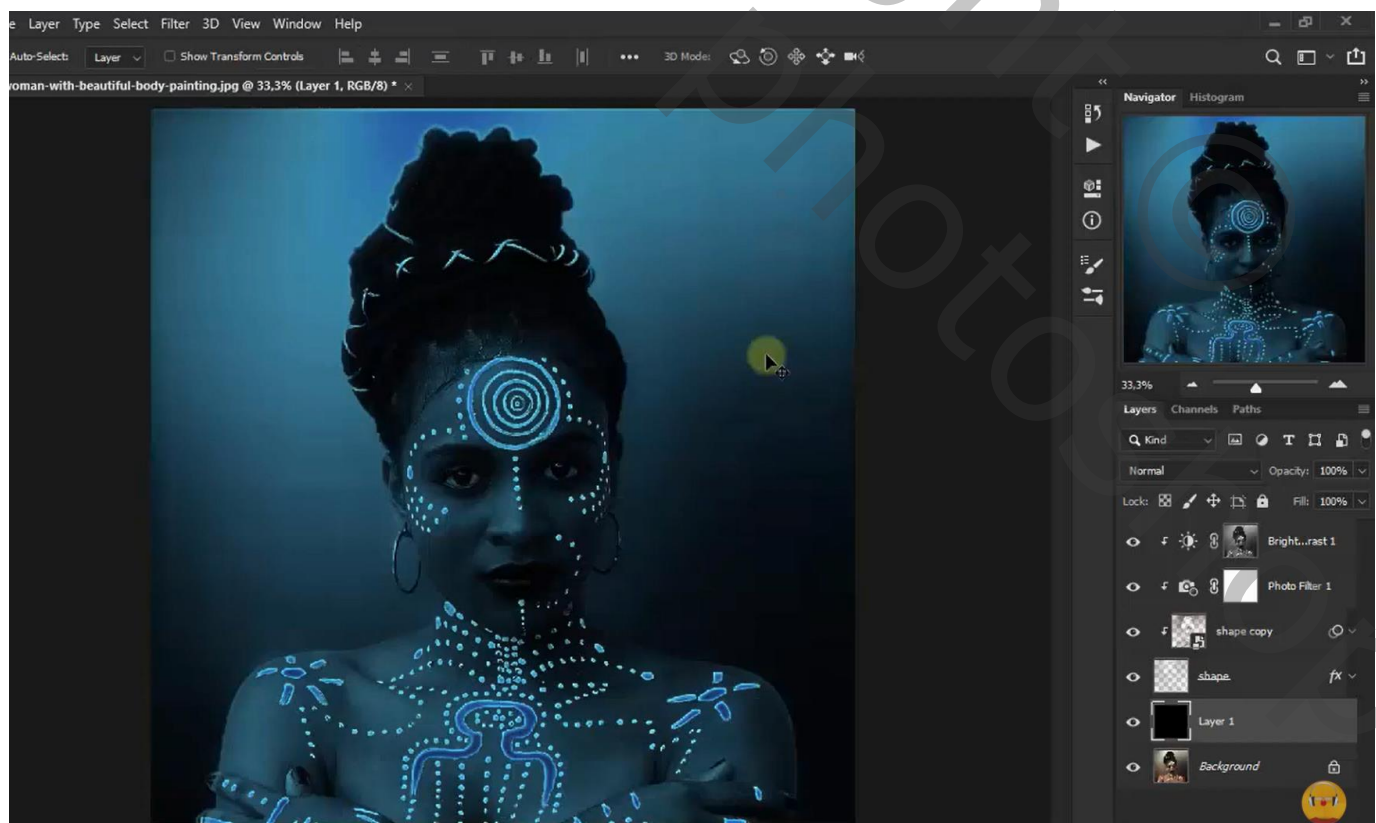 e Layer Type Select Filter 3D View Window Help
Auto-Select: Layer Show Transform Controls 3D Mode:
woman-with-beautiful-body-painting.jpg @ 33,3% (Layer 1, RGB/8) * ×
Navigator Histogram
33,3%
Layers Channels Paths
Kind
Normal Opacity: 100%
Lock: Fill: 100%
Bright...rast 1
Photo Filter 1
shape copy
shape fx
Layer 1
Background
photoshop
©